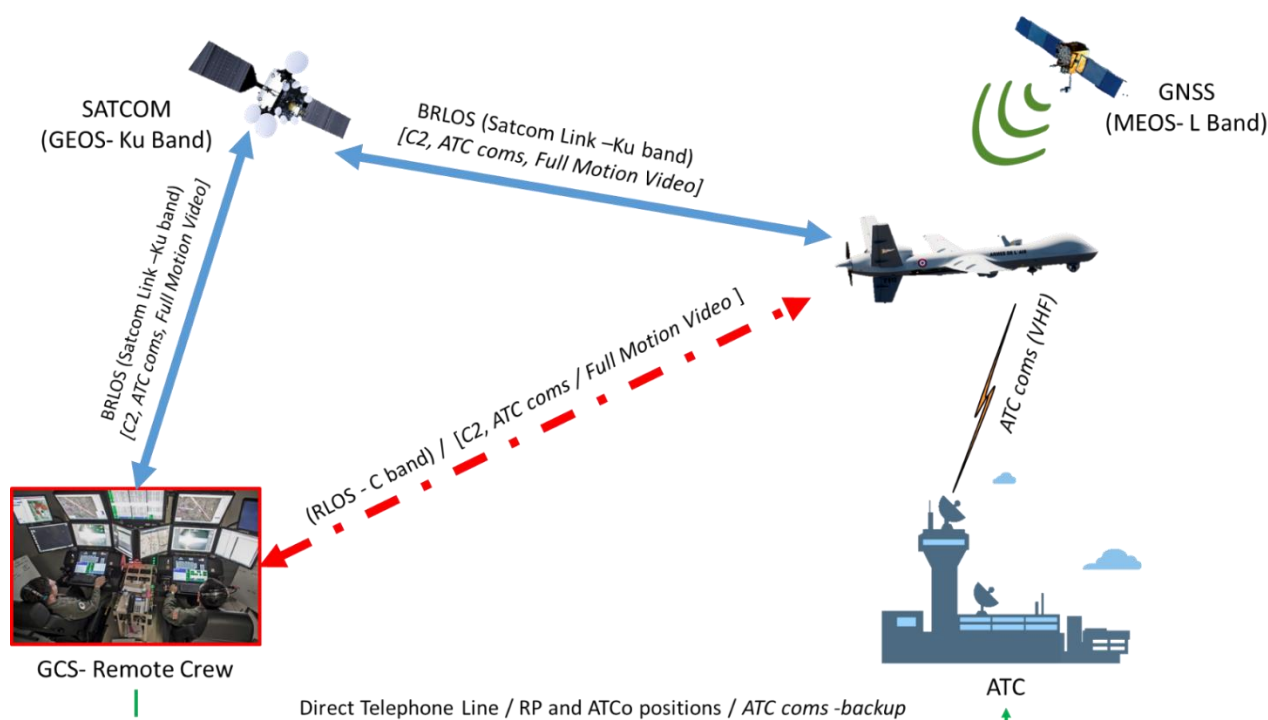 SATCOM
(GEOS- Ku Band)
GNSS
(MEOS- L Band)
BRLOS (Satcom Link –Ku band)
[C2, ATC coms, Full Motion Video]
BRLOS (Satcom Link –Ku band)
[C2, ATC coms, Full Motion Video]
(RLOS - C band) / [C2, ATC coms / Full Motion Video ]
ATC coms (VHF)
GCS- Remote Crew
ATC
Direct Telephone Line / RP and ATCo positions / ATC coms -backup